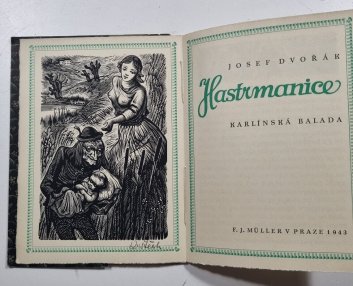 JOSEF DVOŘÁK
Hastrmanice
KARLÍNSKÁ BALADA
F. J. MÜLLER V PRAZE 1943